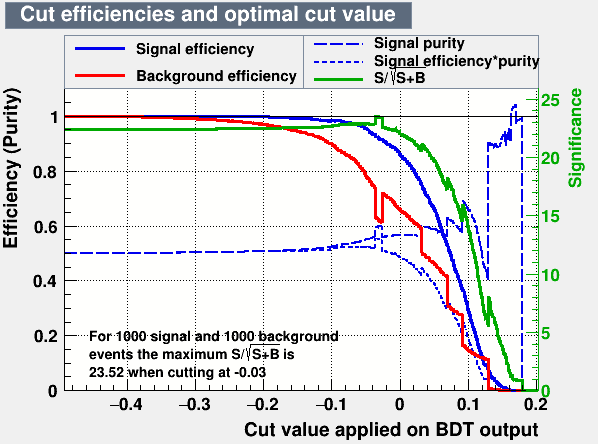 Cut efficiencies and optimal cut value
Signal efficiency
Background efficiency
Signal purity
Signal efficiency*purity
S/√S+B
Efficiency (Purity)
1
0.8
0.6
0.4
0.2
0
Significance
25
20
15
10
5
0
For 1000 signal and 1000 background
events the maximum S/√S+B is
23.52 when cutting at -0.03
−0.4 −0.3 −0.2 −0.1 0 0.1 0.2
Cut value applied on BDT output